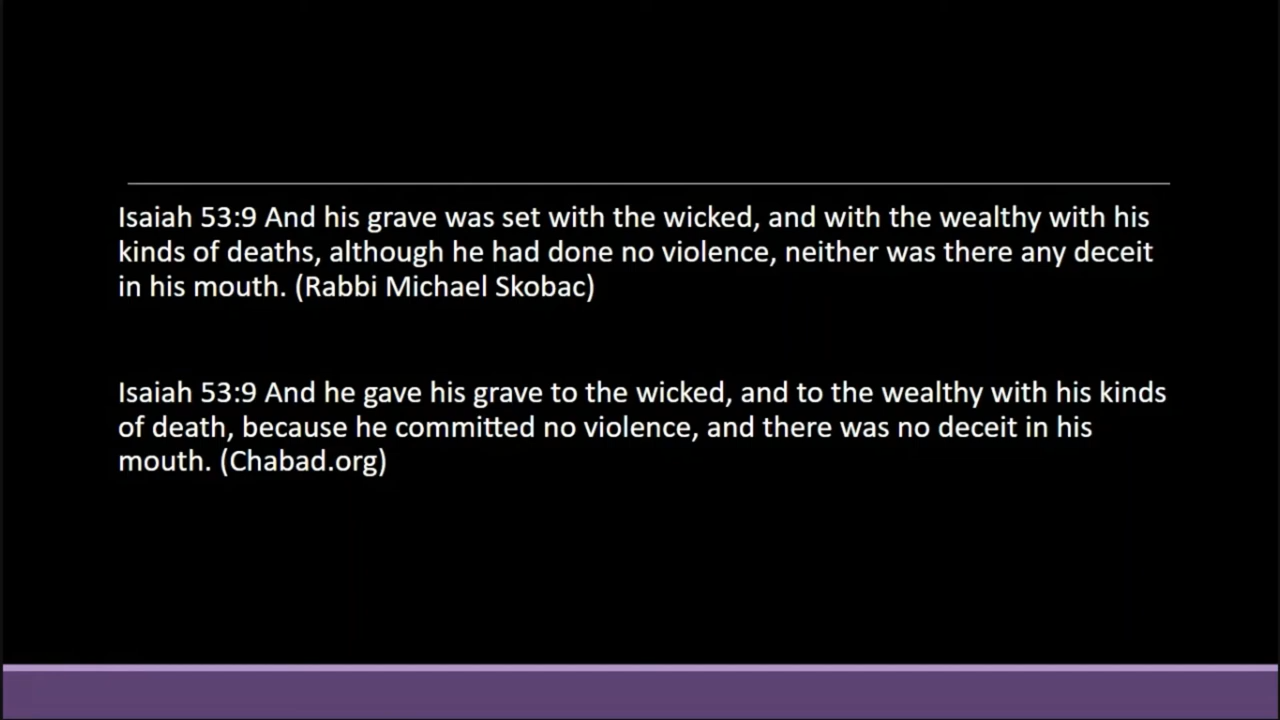 Isaiah 53:9 And his grave was set with the wicked, and with the wealthy with his
kinds of deaths, although he had done no violence, neither was there any deceit
in his mouth. (Rabbi Michael Skobac)
Isaiah 53:9 And he gave his grave to the wicked, and to the wealthy with his kinds
of death, because he committed no violence, and there was no deceit in his
mouth. (Chabad.org)